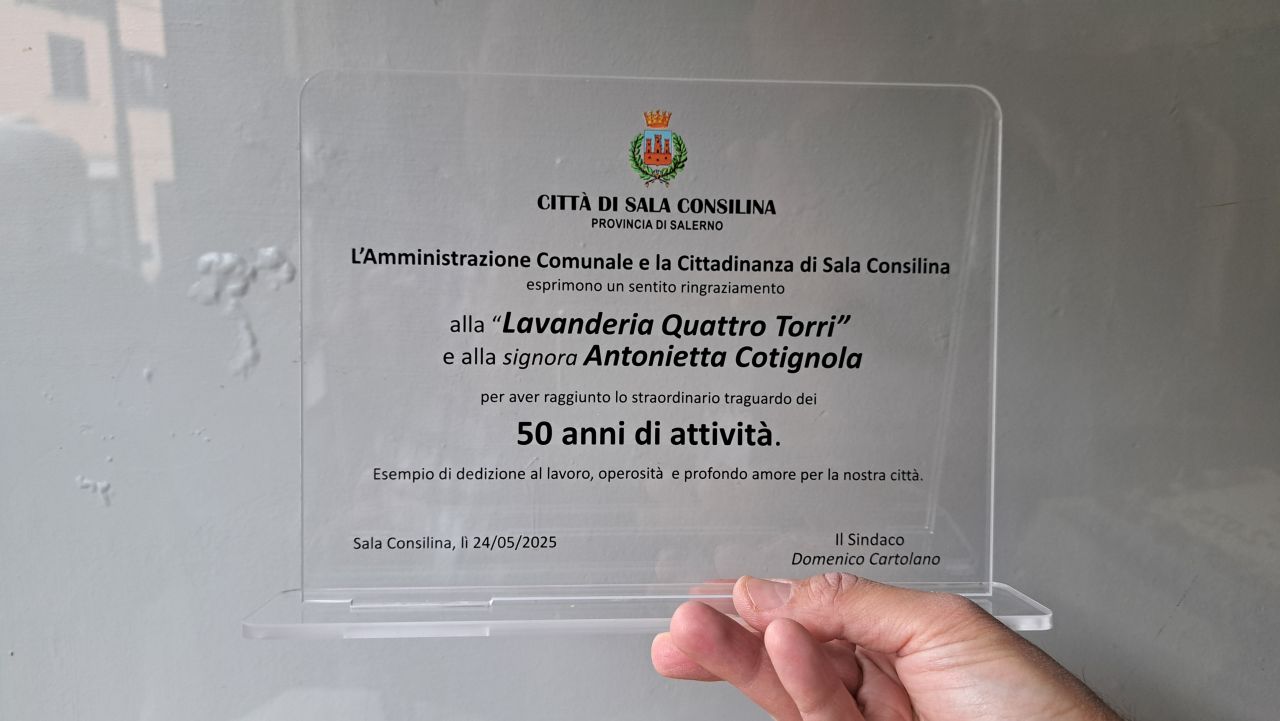 CITTÀ DI SALA CONSILINA
PROVINCIA DI SALERNO
L'Amministrazione Comunale e la Cittadinanza di Sala Consilina
esprimono un sentito ringraziamento
alla “Lavanderia Quattro Torri”
e alla signora Antonietta Cotignola
per aver raggiunto lo straordinario traguardo dei
50 anni di attività.
Esempio di dedizione al lavoro, operosità e profondo amore per la nostra città.
Sala Consilina, lì 24/05/2025
Il Sindaco
Domenico Cartolano